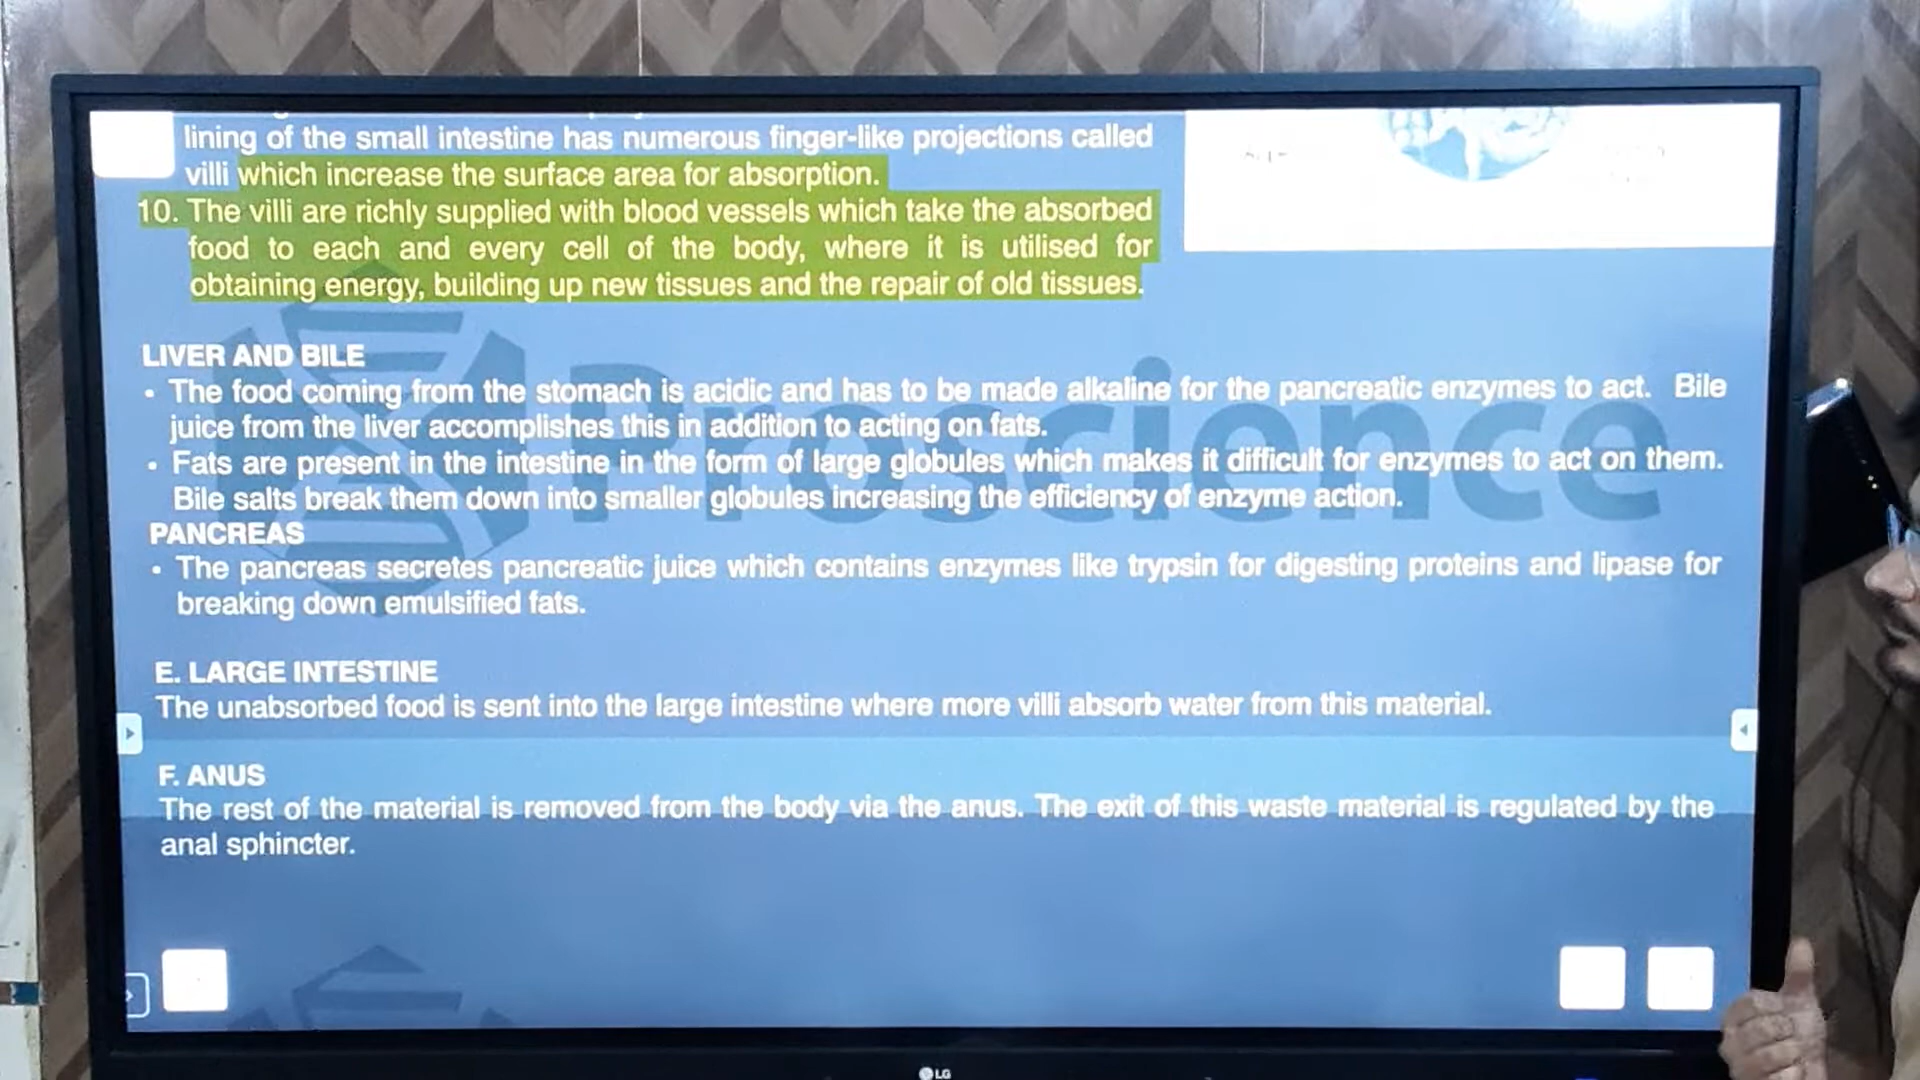 lining of the small intestine has numerous finger-like projections called
villi which increase the surface area for absorption.
10. The villi are richly supplied with blood vessels which take the absorbed
food to each and every cell of the body, where it is utilised for
obtaining energy, building up new tissues and the repair of old tissues.
LIVER AND BILE
• The food coming from the stomach is acidic and has to be made alkaline for the pancreatic enzymes to act. Bile
juice from the liver accomplishes this in addition to acting on fats.
• Fats are present in the intestine in the form of large globules which makes it difficult for enzymes to act on them.
Bile salts break them down into smaller globules increasing the efficiency of enzyme action.
Proscience
PANCREAS
• The pancreas secretes pancreatic juice which contains enzymes like trypsin for digesting proteins and lipase for
breaking down emulsified fats.
E. LARGE INTESTINE
The unabsorbed food is sent into the large intestine where more villi absorb water from this material.
F. ANUS
The rest of the material is removed from the body via the anus. The exit of this waste material is regulated by the
anal sphincter.
LG